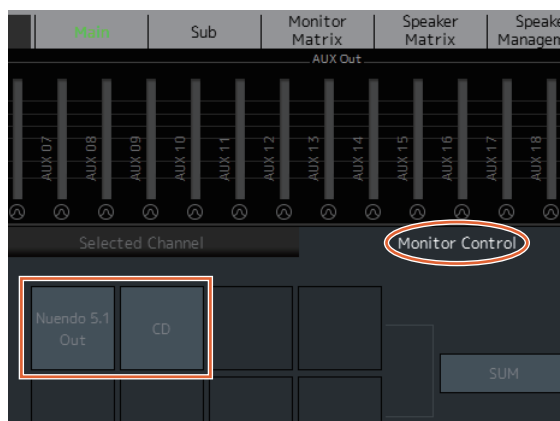 Main
Sub
Monitor
Matrix
Speaker
Matrix
Speake
Managem
AUX Out
AUX 07
AUX 08
AUX 09
AUX 10
AUX 11
AUX 12
AUX 13
AUX 14
AUX 15
AUX 16
AUX 17
AUX 18
Selected Channel
Monitor Control
Nuendo 5.1
Out
CD
SUM